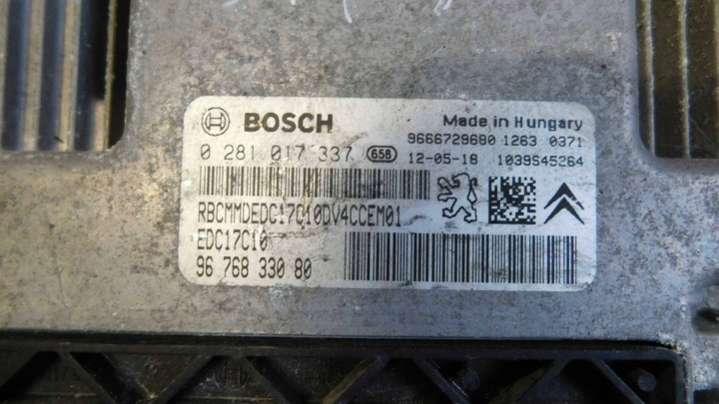 BOSCH
Made in Hungary
9666729680 1263 0371
0 281 017 337 658 12-05-18 1039S45264
RBCMMDEDC17C10DV4CCEM01
EDC17C10
96 768 330 80